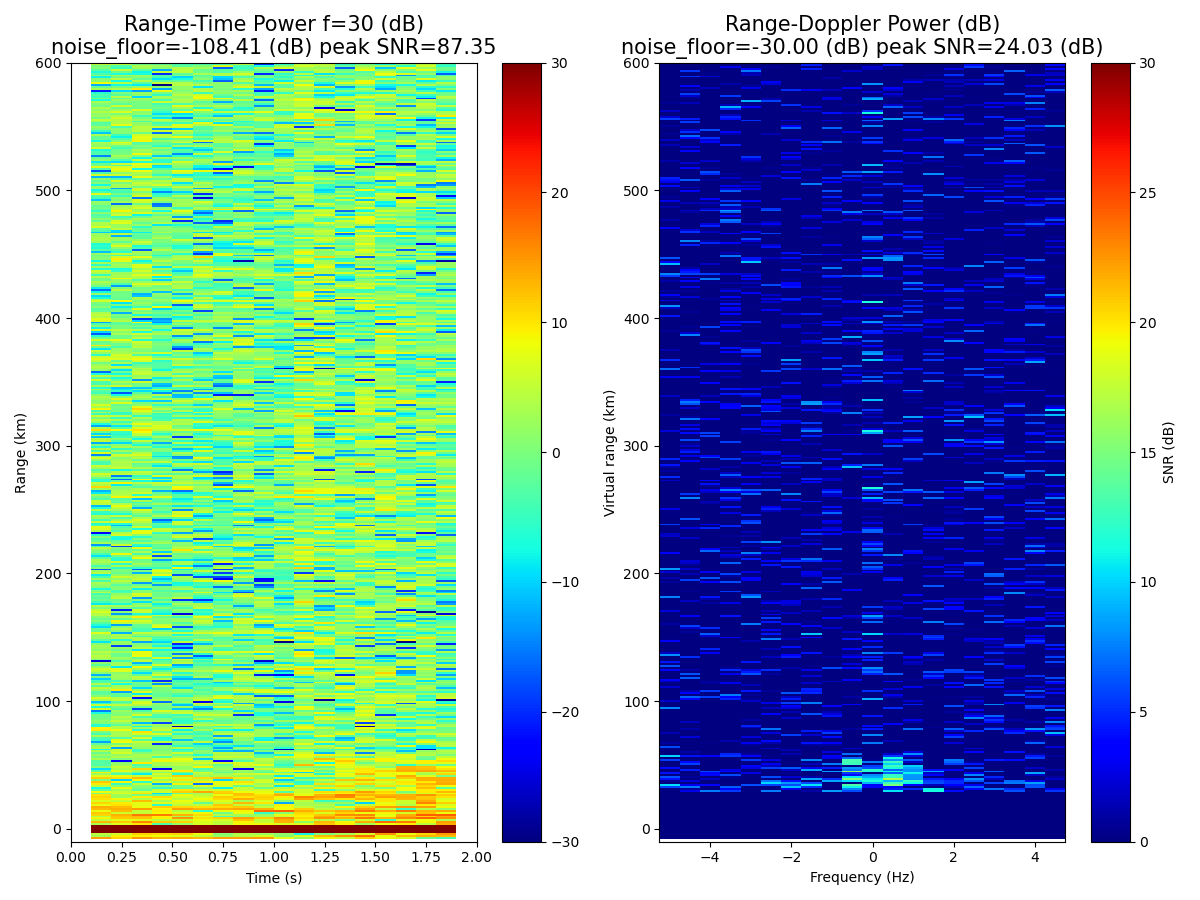 Range-Time Power f=30 (dB)
noise_floor=-108.41 (dB) peak SNR=87.35
Range-Doppler Power (dB)
noise_floor=-30.00 (dB) peak SNR=24.03 (dB)
600
500
400
300
200
100
0
Range (km)
0.00 0.25 0.50 0.75 1.00 1.25 1.50 1.75 2.00
Time (s)
30
20
10
0
−10
−20
−30
600
500
400
300
200
100
0
Virtual range (km)
−4 −2 0 2 4
Frequency (Hz)
30
25
20
15
10
5
0
SNR (dB)